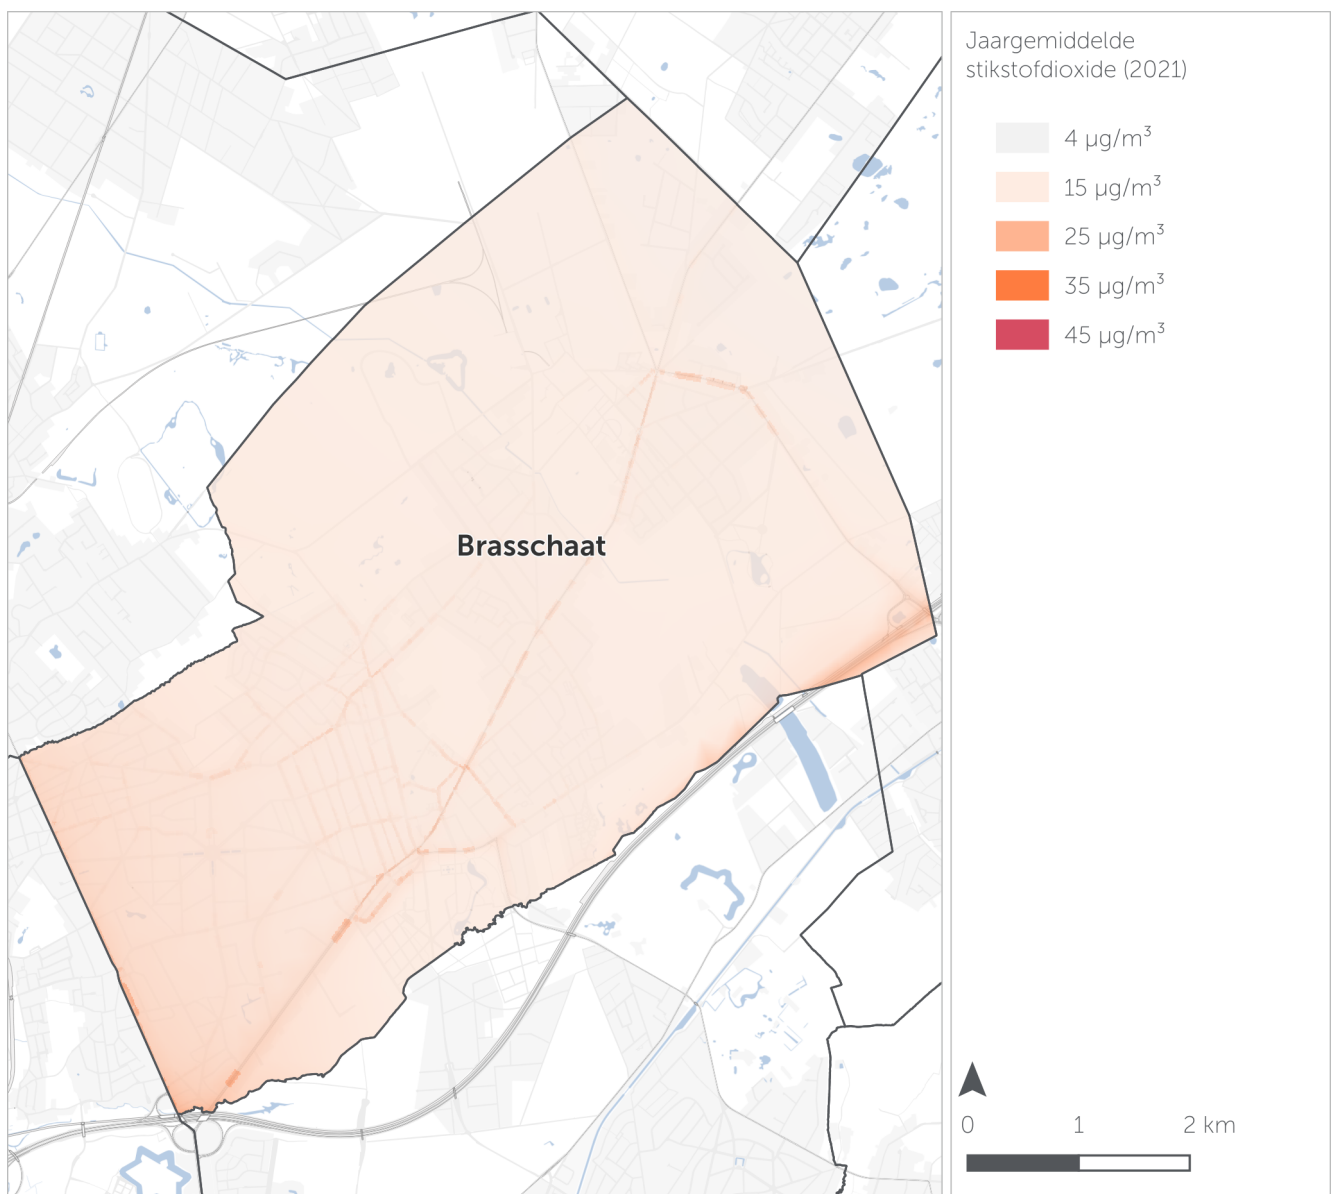 Jaargemiddelde
stikstofdioxide (2021)
4 µg/m³
15 µg/m³
25 µg/m³
35 µg/m³
45 µg/m³
Brasschaat
0 1 2 km